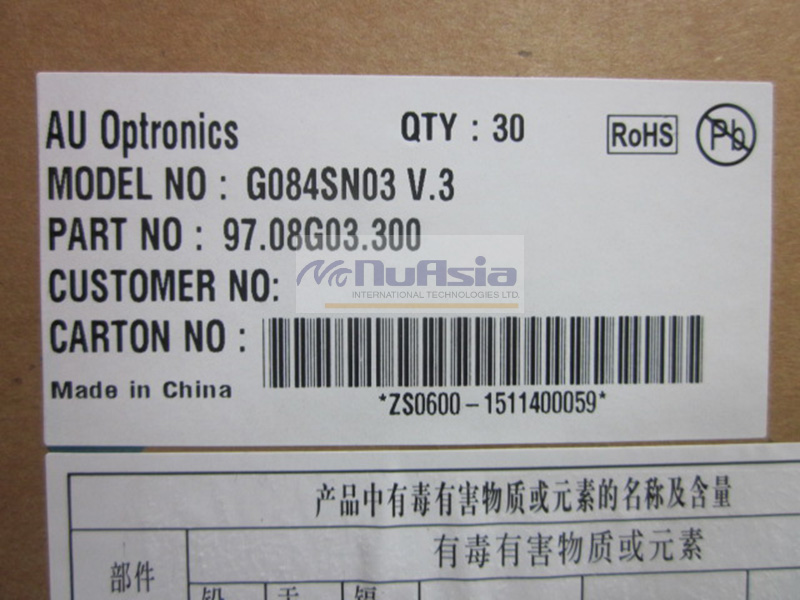 AU Optronics QTY : 30 RoHS Pb
MODEL NO : G084SN03 V.3
PART NO : 97.08G03.300
NuAsia
INTERNATIONAL TECHNOLOGIES LTD.
CUSTOMER NO:
CARTON NO :
Made in China
*ZS0600-1511400059*
产品中有毒有害物质或元素的名称及含量
有毒有害物质或元素
部件